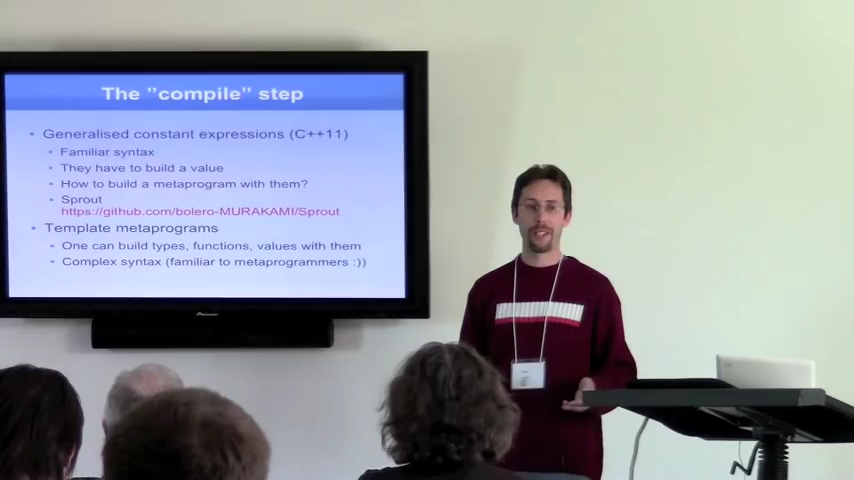 The ”compile” step
Generalised constant expressions (C++11)
Familiar syntax
They have to build a value
How to build a metaprogram with them?
Sprout
https://github.com/bolero-MURAKAMI/Sprout
Template metaprograms
One can build types, functions, values with them
Complex syntax (familiar to metaprogrammers :))
Pioneer